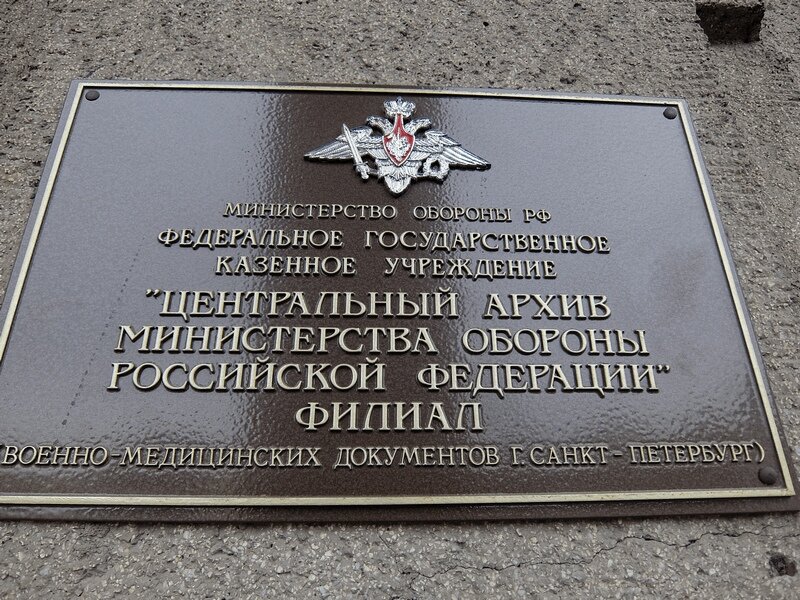 МИНИСТЕРСТВО ОБОРОНЫ РФ
ФЕДЕРАЛЬНОЕ ГОСУДАРСТВЕННОЕ
КАЗЕННОЕ УЧРЕЖДЕНИЕ
"ЦЕНТРАЛЬНЫЙ АРХИВ
МИНИСТЕРСТВА ОБОРОНЫ
РОССИЙСКОЙ ФЕДЕРАЦИИ"
ФИЛИАЛ
(ВОЕННО-МЕДИЦИНСКИХ ДОКУМЕНТОВ Г. САНКТ-ПЕТЕРБУРГ)